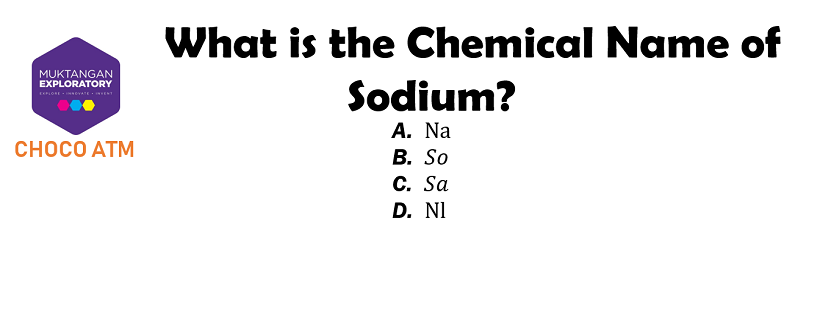 What is the Chemical Name of
Sodium?
MUKTANGAN
EXPLORATORY
EXPLORE • INNOVATE • INVENT
CHOCO ATM
A. Na
B. So
C. Sa
D. Nl